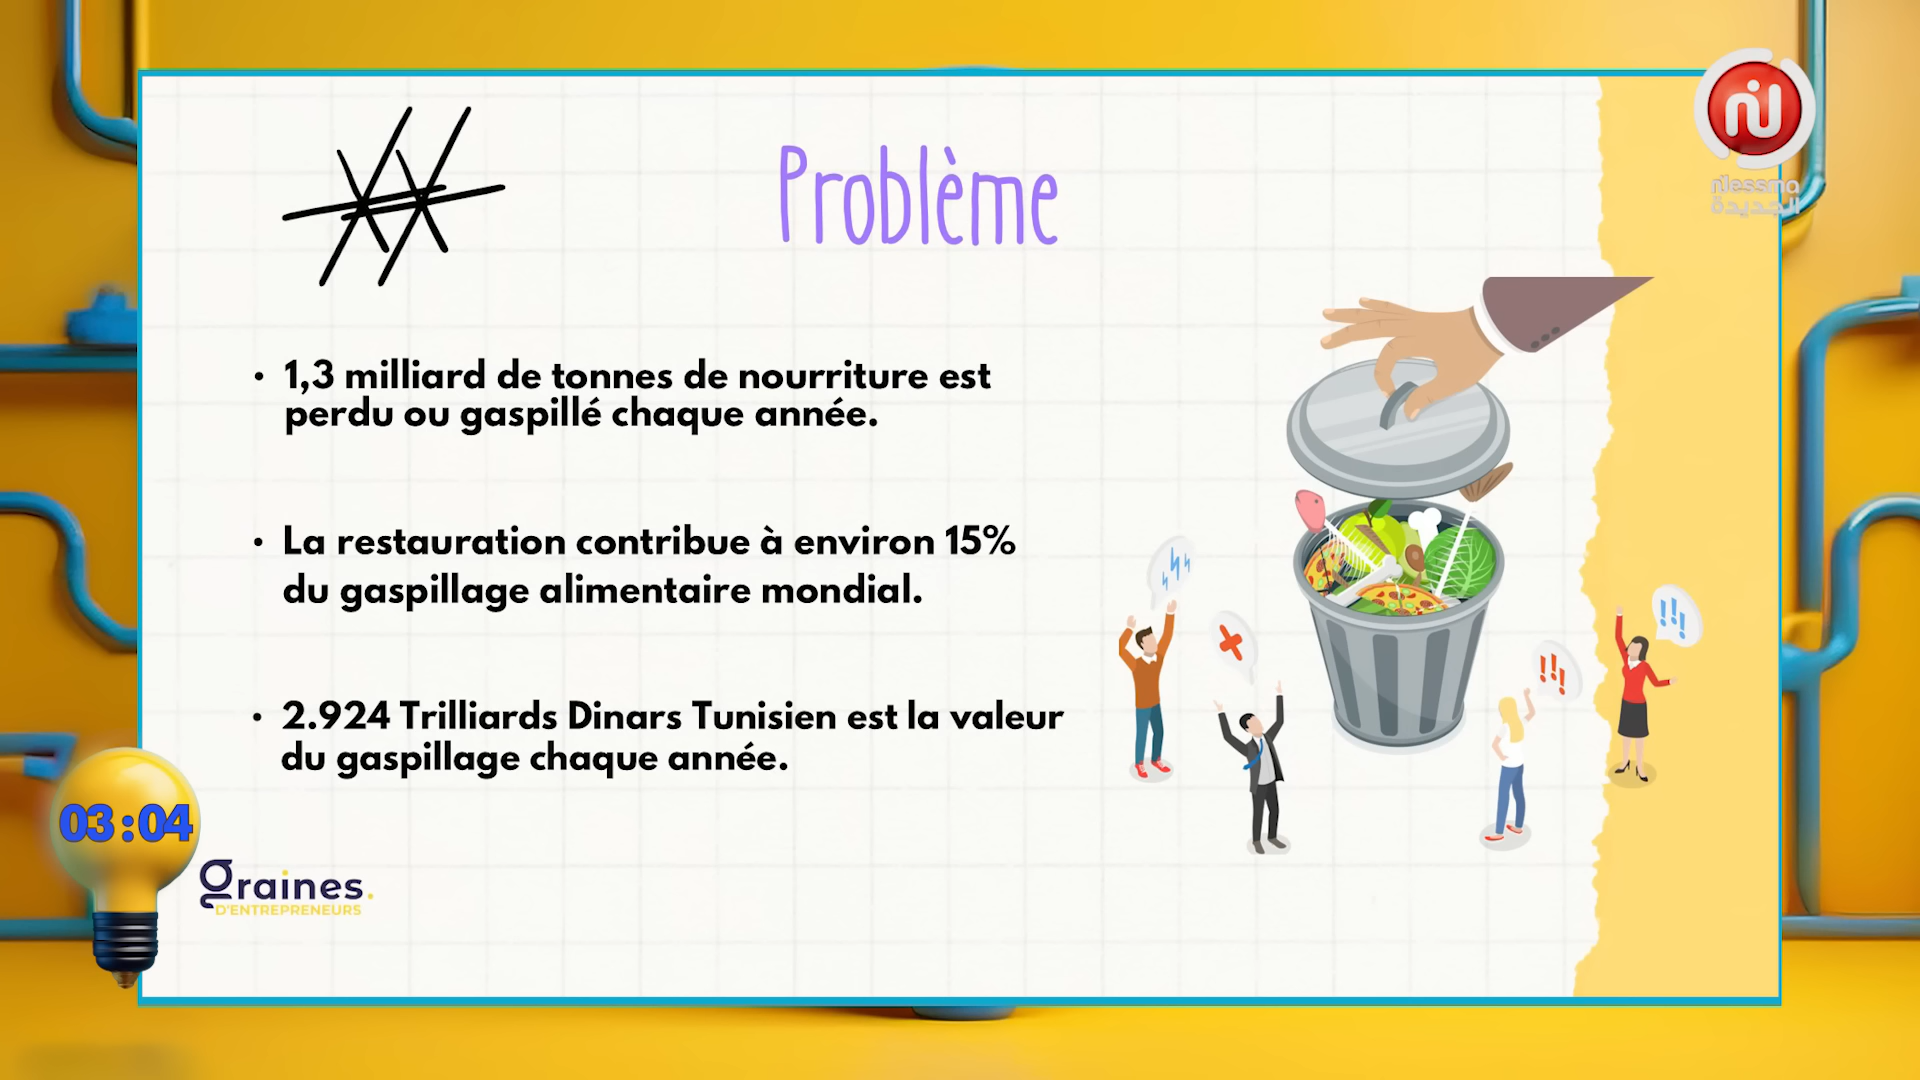 Problème
nessma
الجديدة
• 1,3 milliard de tonnes de nourriture est
perdu ou gaspillé chaque année.
• La restauration contribue à environ 15%
du gaspillage alimentaire mondial.
• 2.924 Trilliards Dinars Tunisien est la valeur
du gaspillage chaque année.
!!!
!!!
03:04
graines.
D'ENTREPRENEURS